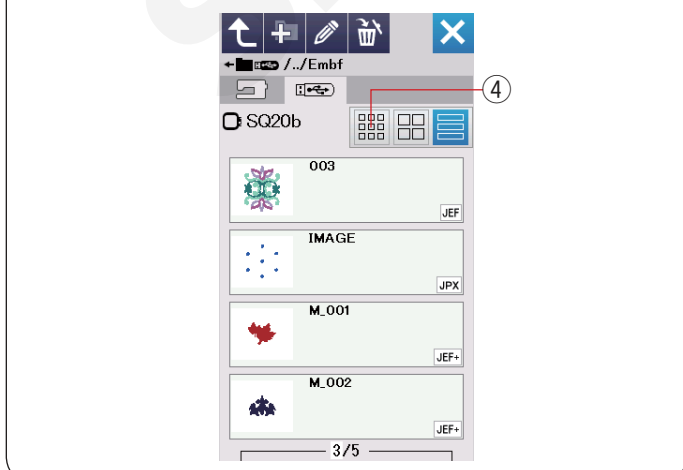 /../Embf
④
SQ20b
003
JEF
IMAGE
JPX
M_001
JEF+
M_002
JEF+
3/5